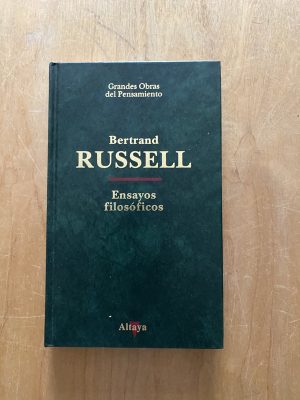 Grandes Obras
del Pensamiento
Bertrand
RUSSELL
Ensayos
filosóficos
Altaya